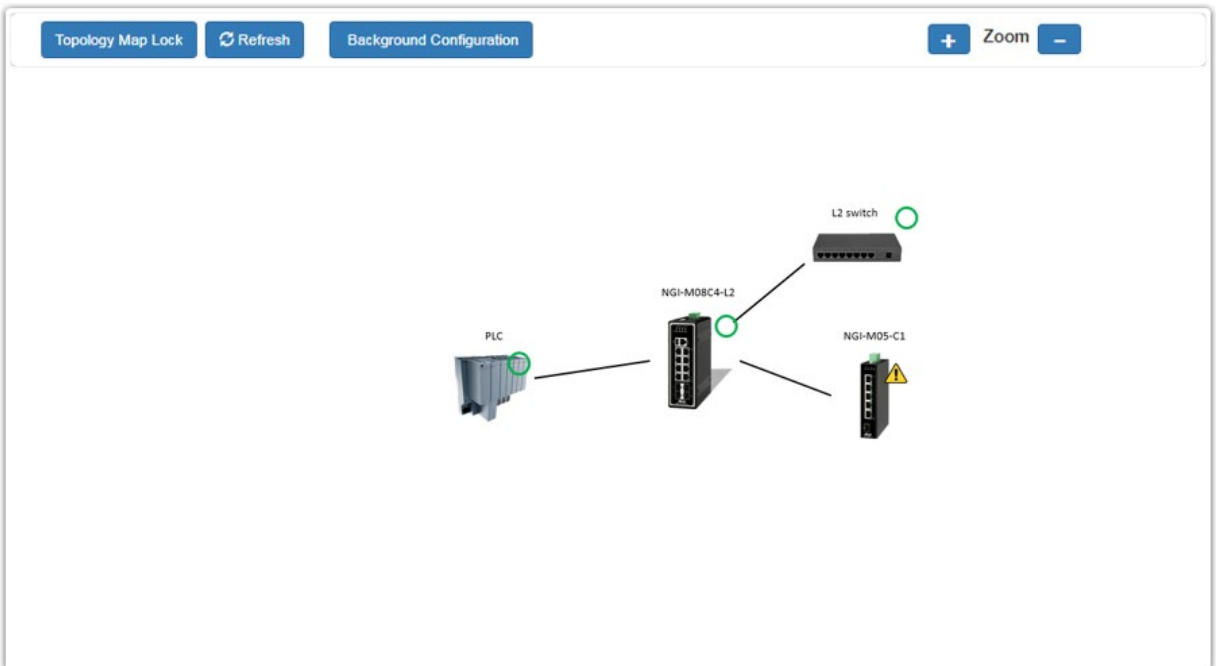 Topology Map Lock Refresh Background Configuration + Zoom –
L2 switch
NGI-M08C4-L2
PLC
NGI-M05-C1